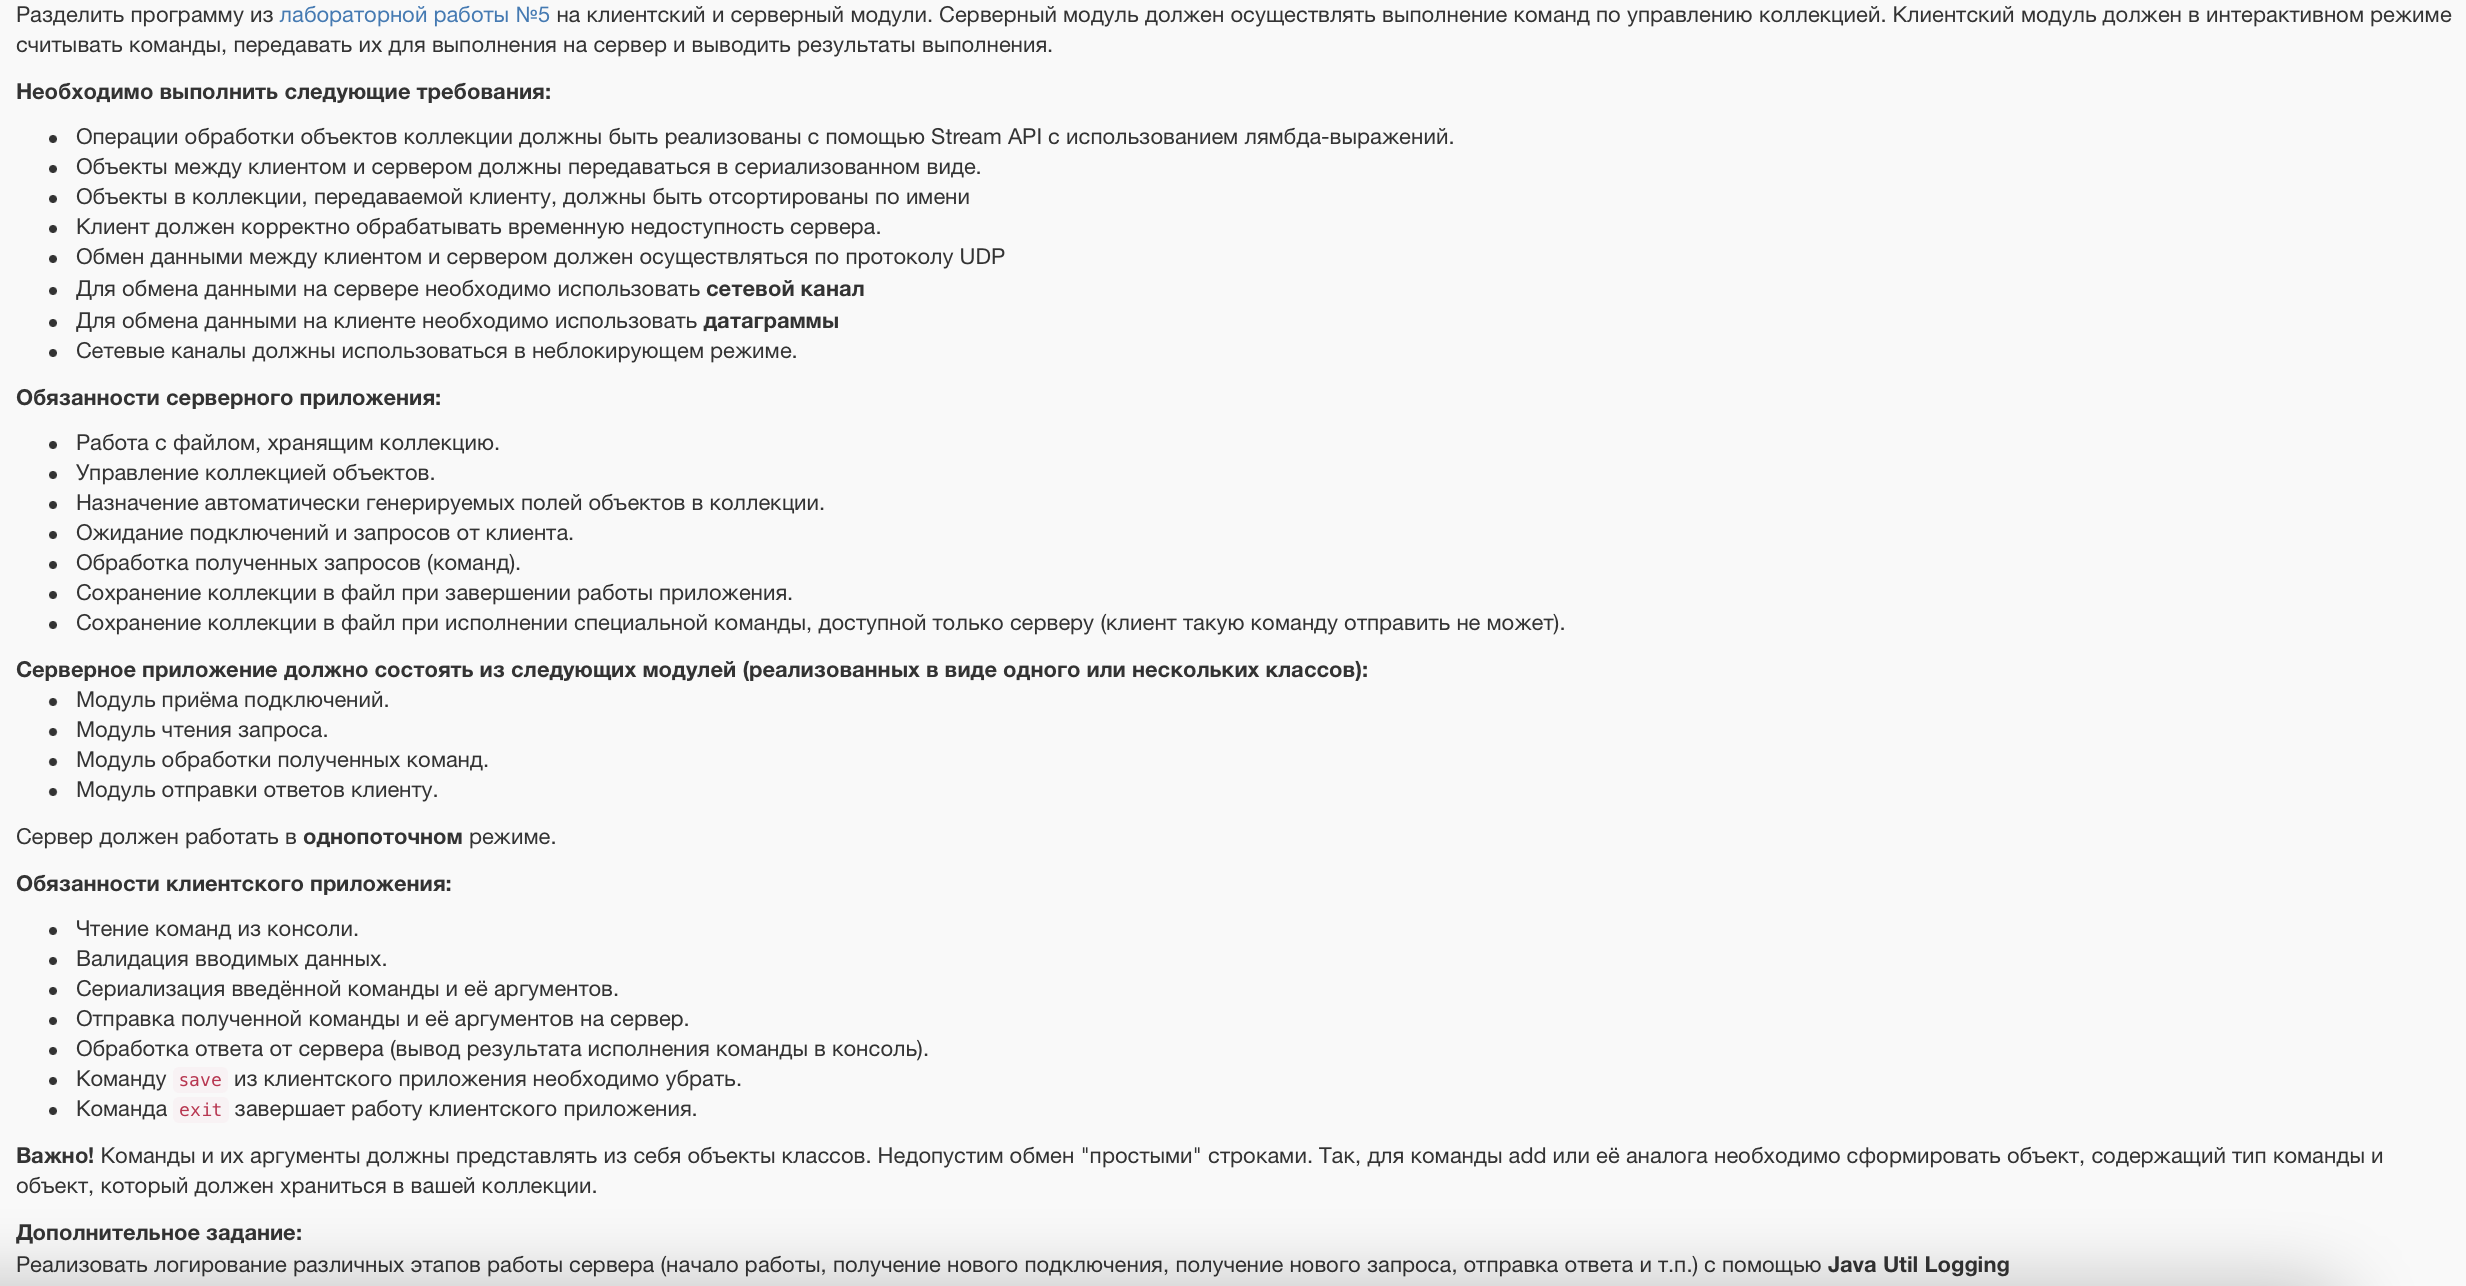 Разделить программу из лабораторной работы №5 на клиентский и серверный модули. Серверный модуль должен осуществлять выполнение команд по управлению коллекцией. Клиентский модуль должен в интерактивном режиме
считывать команды, передавать их для выполнения на сервер и выводить результаты выполнения.
Необходимо выполнить следующие требования:
• Операции обработки объектов коллекции должны быть реализованы с помощью Stream API с использованием лямбда-выражений.
• Объекты между клиентом и сервером должны передаваться в сериализованном виде.
• Объекты в коллекции, передаваемой клиенту, должны быть отсортированы по имени
• Клиент должен корректно обрабатывать временную недоступность сервера.
• Обмен данными между клиентом и сервером должен осуществляться по протоколу UDP
• Для обмена данными на сервере необходимо использовать сетевой канал
• Для обмена данными на клиенте необходимо использовать датаграммы
• Сетевые каналы должны использоваться в неблокирующем режиме.
Обязанности серверного приложения:
• Работа с файлом, хранящим коллекцию.
• Управление коллекцией объектов.
• Назначение автоматически генерируемых полей объектов в коллекции.
• Ожидание подключений и запросов от клиента.
• Обработка полученных запросов (команд).
• Сохранение коллекции в файл при завершении работы приложения.
• Сохранение коллекции в файл при исполнении специальной команды, доступной только серверу (клиент такую команду отправить не может).
Серверное приложение должно состоять из следующих модулей (реализованных в виде одного или нескольких классов):
• Модуль приёма подключений.
• Модуль чтения запроса.
• Модуль обработки полученных команд.
• Модуль отправки ответов клиенту.
Сервер должен работать в однопоточном режиме.
Обязанности клиентского приложения:
• Чтение команд из консоли.
• Валидация вводимых данных.
• Сериализация введённой команды и её аргументов.
• Отправка полученной команды и её аргументов на сервер.
• Обработка ответа от сервера (вывод результата исполнения команды в консоль).
• Команду save из клиентского приложения необходимо убрать.
• Команда exit завершает работу клиентского приложения.
Важно! Команды и их аргументы должны представлять из себя объекты классов. Недопустим обмен "простыми" строками. Так, для команды add или её аналога необходимо сформировать объект, содержащий тип команды и
объект, который должен храниться в вашей коллекции.
Дополнительное задание:
Реализовать логирование различных этапов работы сервера (начало работы, получение нового подключения, получение нового запроса, отправка ответа и т.п.) с помощью Java Util Logging